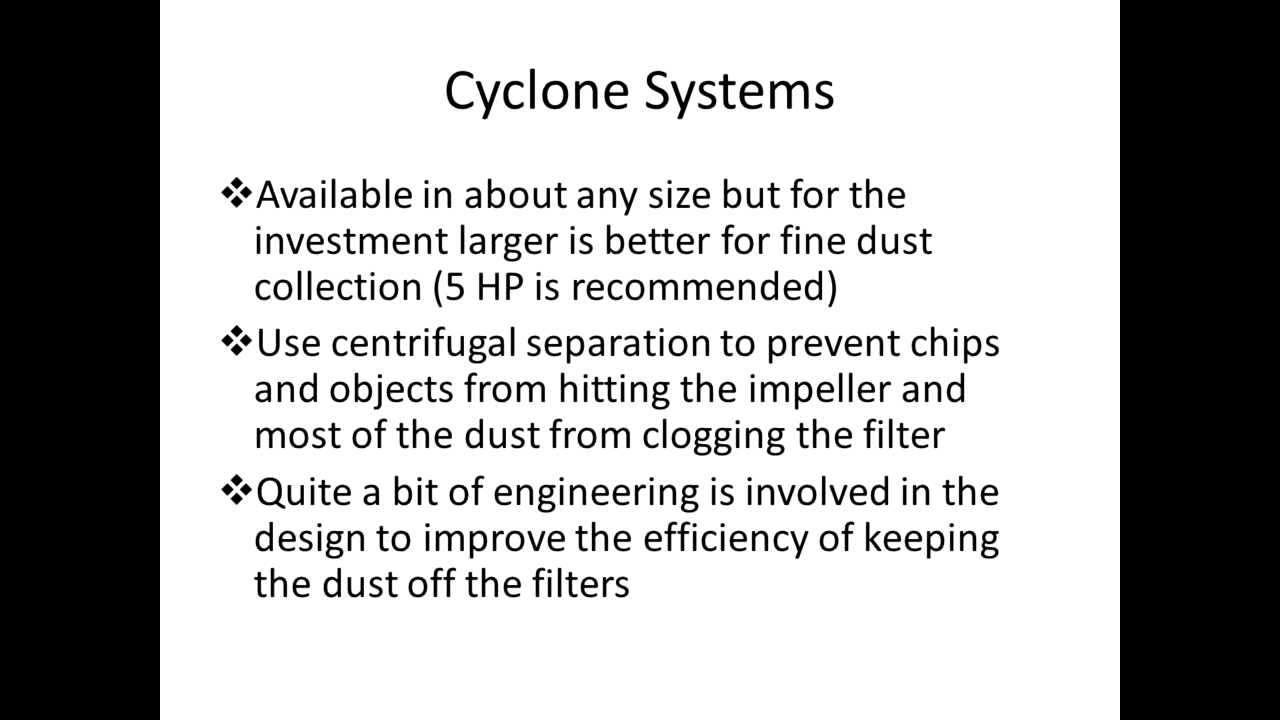 Cyclone Systems
❖Available in about any size but for the
investment larger is better for fine dust
collection (5 HP is recommended)
❖Use centrifugal separation to prevent chips
and objects from hitting the impeller and
most of the dust from clogging the filter
❖Quite a bit of engineering is involved in the
design to improve the efficiency of keeping
the dust off the filters